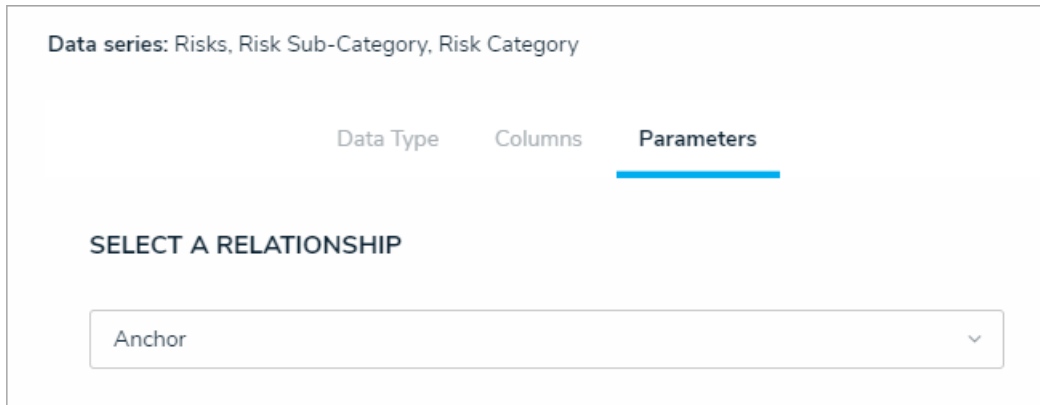 Data series: Risks, Risk Sub-Category, Risk Category
Data Type Columns Parameters
SELECT A RELATIONSHIP
Anchor